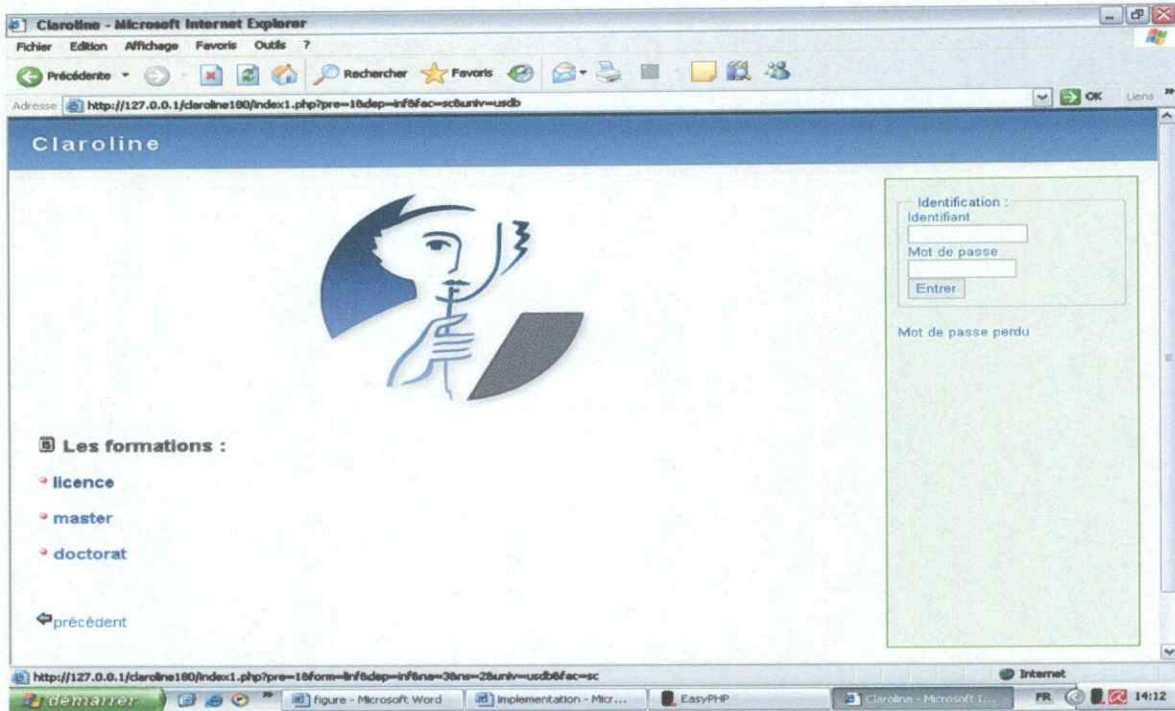 Claroline - Microsoft Internet Explorer
Fichier Edition Affichage Favoris Outils ?
Précédente Rechercher Favoris
Adresse http://127.0.0.1/claroline180/index1.php?pre=1&dep=inf&fac=sc&univ=usdb OK Liens »
Claroline
Identification :
Identifiant
Mot de passe
Entrer
Mot de passe perdu
Les formations :
licence
master
doctorat
précédent
http://127.0.0.1/claroline180/index1.php?pre=1&form=linf&dep=inf&na=3&ns=2&univ=usdb&fac=sc Internet
démarrer » figure - Microsoft Word implementation - Micr... EasyPHP Claroline - Microsoft I... FR 14:12